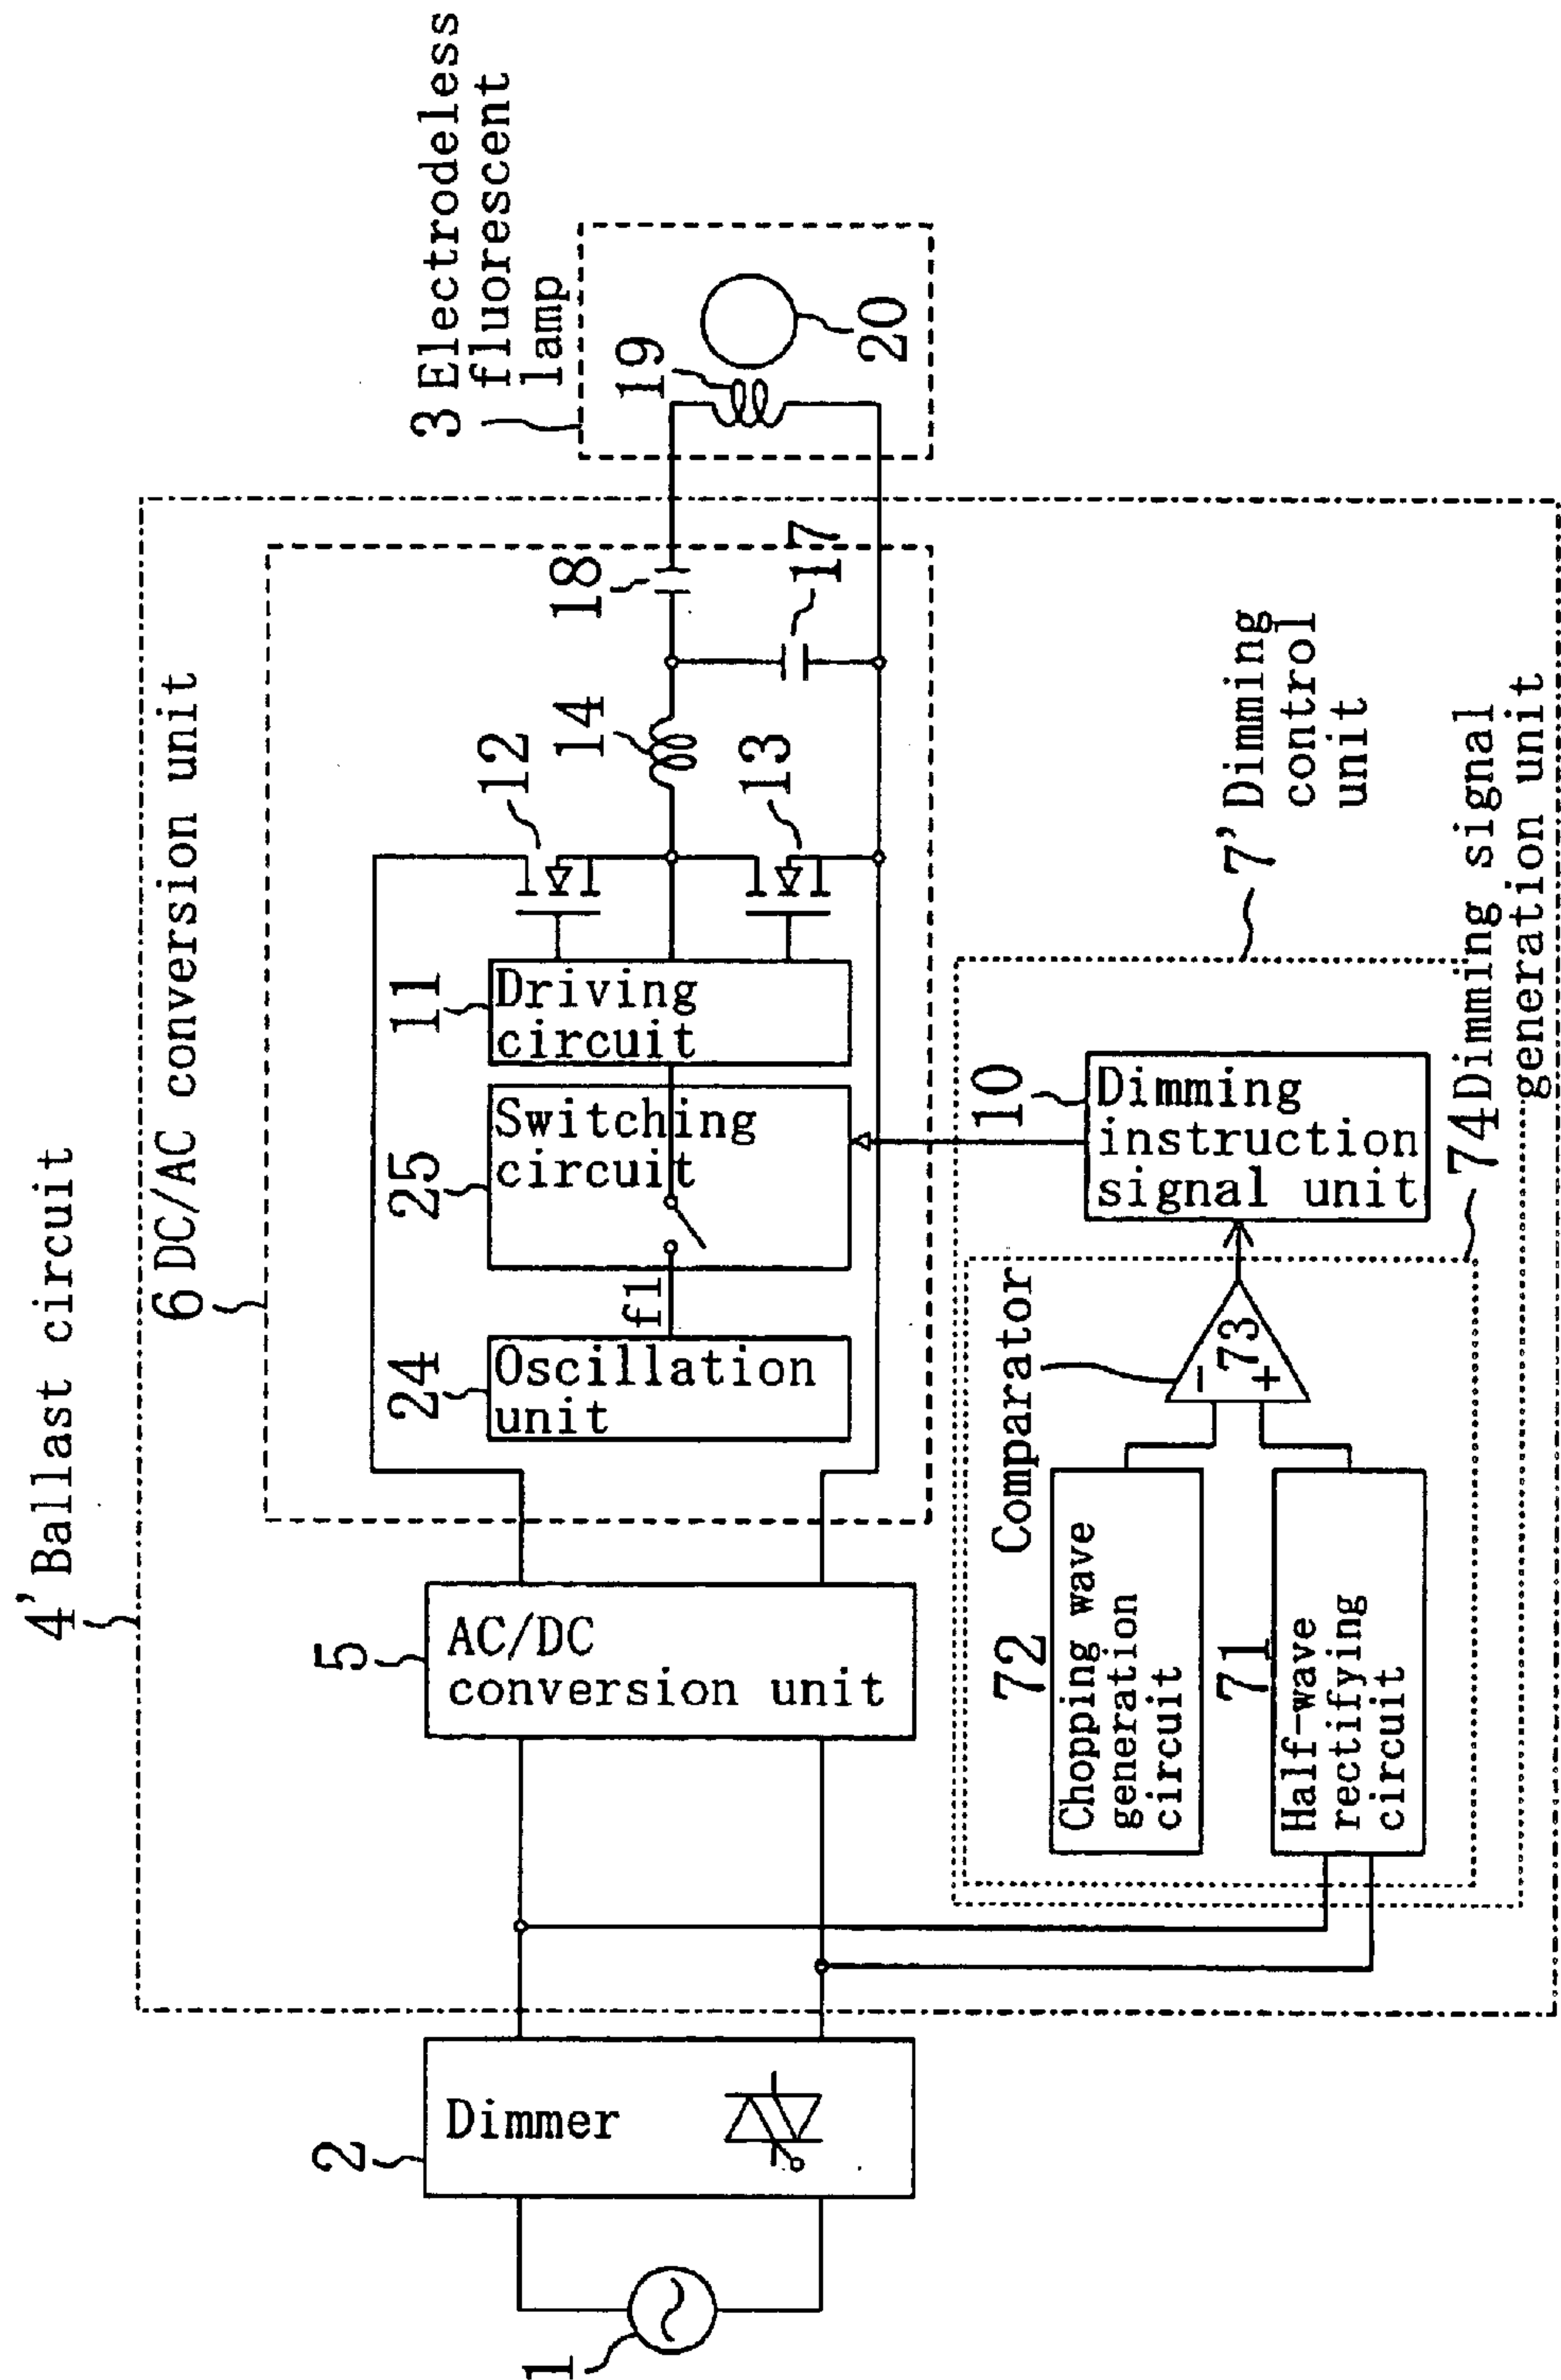 4' Ballast circuit
6 DC/AC conversion unit
3 Electrodeless
fluorescent
lamp
1
2
Dimmer
5
AC/DC
conversion unit
24
Oscillation
unit
f1
25
Switching
circuit
11
Driving
circuit
12
13
14
18
17
19
20
7' Dimming
control
unit
74 Dimming signal
generation unit
10
Dimming
instruction
signal unit
Comparator
73
-
+
72
Chopping wave
generation
circuit
71
Half-wave
rectifying
circuit